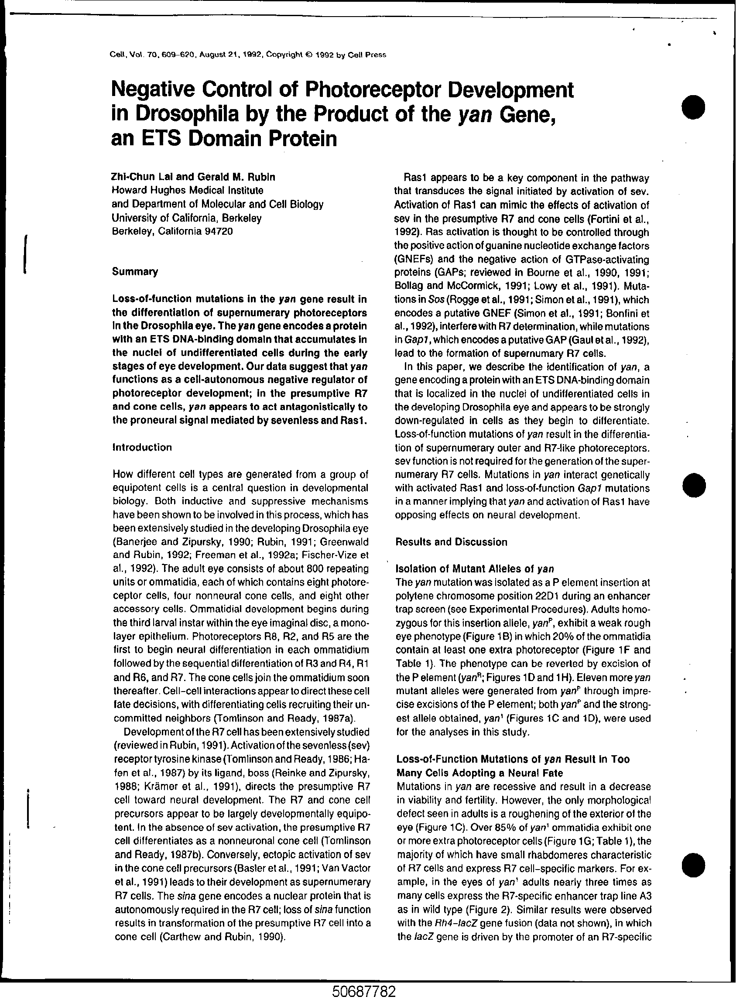 Cell, Vol. 70, 609–620, August 21, 1992, Copyright © 1992 by Cell Press
Negative Control of Photoreceptor Development
in Drosophila by the Product of the yan Gene,
an ETS Domain Protein
Zhi-Chun Lai and Gerald M. Rubin
Howard Hughes Medical Institute
and Department of Molecular and Cell Biology
University of California, Berkeley
Berkeley, California 94720
Summary
Loss-of-function mutations in the yan gene result in
the differentiation of supernumerary photoreceptors
in the Drosophila eye. The yan gene encodes a protein
with an ETS DNA-binding domain that accumulates in
the nuclei of undifferentiated cells during the early
stages of eye development. Our data suggest that yan
functions as a cell-autonomous negative regulator of
photoreceptor development; in the presumptive R7
and cone cells, yan appears to act antagonistically to
the proneural signal mediated by sevenless and Ras1.
Introduction
How different cell types are generated from a group of
equipotent cells is a central question in developmental
biology. Both inductive and suppressive mechanisms
have been shown to be involved in this process, which has
been extensively studied in the developing Drosophila eye
(Banerjee and Zipursky, 1990; Rubin, 1991; Greenwald
and Rubin, 1992; Freeman et al., 1992a; Fischer-Vize et
al., 1992). The adult eye consists of about 800 repeating
units or ommatidia, each of which contains eight photore-
ceptor cells, four nonneural cone cells, and eight other
accessory cells. Ommatidial development begins during
the third larval instar within the eye imaginal disc, a mono-
layer epithelium. Photoreceptors R8, R2, and R5 are the
first to begin neural differentiation in each ommatidium
followed by the sequential differentiation of R3 and R4, R1
and R6, and R7. The cone cells join the ommatidium soon
thereafter. Cell–cell interactions appear to direct these cell
fate decisions, with differentiating cells recruiting their un-
committed neighbors (Tomlinson and Ready, 1987a).
Development of the R7 cell has been extensively studied
(reviewed in Rubin, 1991). Activation of the sevenless (sev)
receptor tyrosine kinase (Tomlinson and Ready, 1986; Ha-
fen et al., 1987) by its ligand, boss (Reinke and Zipursky,
1988; Krämer et al., 1991), directs the presumptive R7
cell toward neural development. The R7 and cone cell
precursors appear to be largely developmentally equipo-
tent. In the absence of sev activation, the presumptive R7
cell differentiates as a nonneuronal cone cell (Tomlinson
and Ready, 1987b). Conversely, ectopic activation of sev
in the cone cell precursors (Basler et al., 1991; Van Vactor
et al., 1991) leads to their development as supernumerary
R7 cells. The sina gene encodes a nuclear protein that is
autonomously required in the R7 cell; loss of sina function
results in transformation of the presumptive R7 cell into a
cone cell (Carthew and Rubin, 1990).
Ras1 appears to be a key component in the pathway
that transduces the signal initiated by activation of sev.
Activation of Ras1 can mimic the effects of activation of
sev in the presumptive R7 and cone cells (Fortini et al.,
1992). Ras activation is thought to be controlled through
the positive action of guanine nucleotide exchange factors
(GNEFs) and the negative action of GTPase-activating
proteins (GAPs; reviewed in Bourne et al., 1990, 1991;
Bollag and McCormick, 1991; Lowy et al., 1991). Muta-
tions in Sos (Rogge et al., 1991; Simon et al., 1991), which
encodes a putative GNEF (Simon et al., 1991; Bonfini et
al., 1992), interfere with R7 determination, while mutations
in Gap1, which encodes a putative GAP (Gaul et al., 1992),
lead to the formation of supernumary R7 cells.
In this paper, we describe the identification of yan, a
gene encoding a protein with an ETS DNA-binding domain
that is localized in the nuclei of undifferentiated cells in
the developing Drosophila eye and appears to be strongly
down-regulated in cells as they begin to differentiate.
Loss-of-function mutations of yan result in the differentia-
tion of supernumerary outer and R7-like photoreceptors.
sev function is not required for the generation of the super-
numerary R7 cells. Mutations in yan interact genetically
with activated Ras1 and loss-of-function Gap1 mutations
in a manner implying that yan and activation of Ras1 have
opposing effects on neural development.
Results and Discussion
Isolation of Mutant Alleles of yan
The yan mutation was isolated as a P element insertion at
polytene chromosome position 22D1 during an enhancer
trap screen (see Experimental Procedures). Adults homo-
zygous for this insertion allele, yanᴾ, exhibit a weak rough
eye phenotype (Figure 1B) in which 20% of the ommatidia
contain at least one extra photoreceptor (Figure 1F and
Table 1). The phenotype can be reverted by excision of
the P element (yanᴿ; Figures 1D and 1H). Eleven more yan
mutant alleles were generated from yanᴾ through impre-
cise excisions of the P element; both yanᴾ and the strong-
est allele obtained, yan¹ (Figures 1C and 1D), were used
for the analyses in this study.
Loss-of-Function Mutations of yan Result in Too
Many Cells Adopting a Neural Fate
Mutations in yan are recessive and result in a decrease
in viability and fertility. However, the only morphological
defect seen in adults is a roughening of the exterior of the
eye (Figure 1C). Over 85% of yan¹ ommatidia exhibit one
or more extra photoreceptor cells (Figure 1G; Table 1), the
majority of which have small rhabdomeres characteristic
of R7 cells and express R7 cell–specific markers. For ex-
ample, in the eyes of yan¹ adults nearly three times as
many cells express the R7-specific enhancer trap line A3
as in wild type (Figure 2). Similar results were observed
with the Rh4–lacZ gene fusion (data not shown), in which
the lacZ gene is driven by the promoter of an R7-specific
50687782